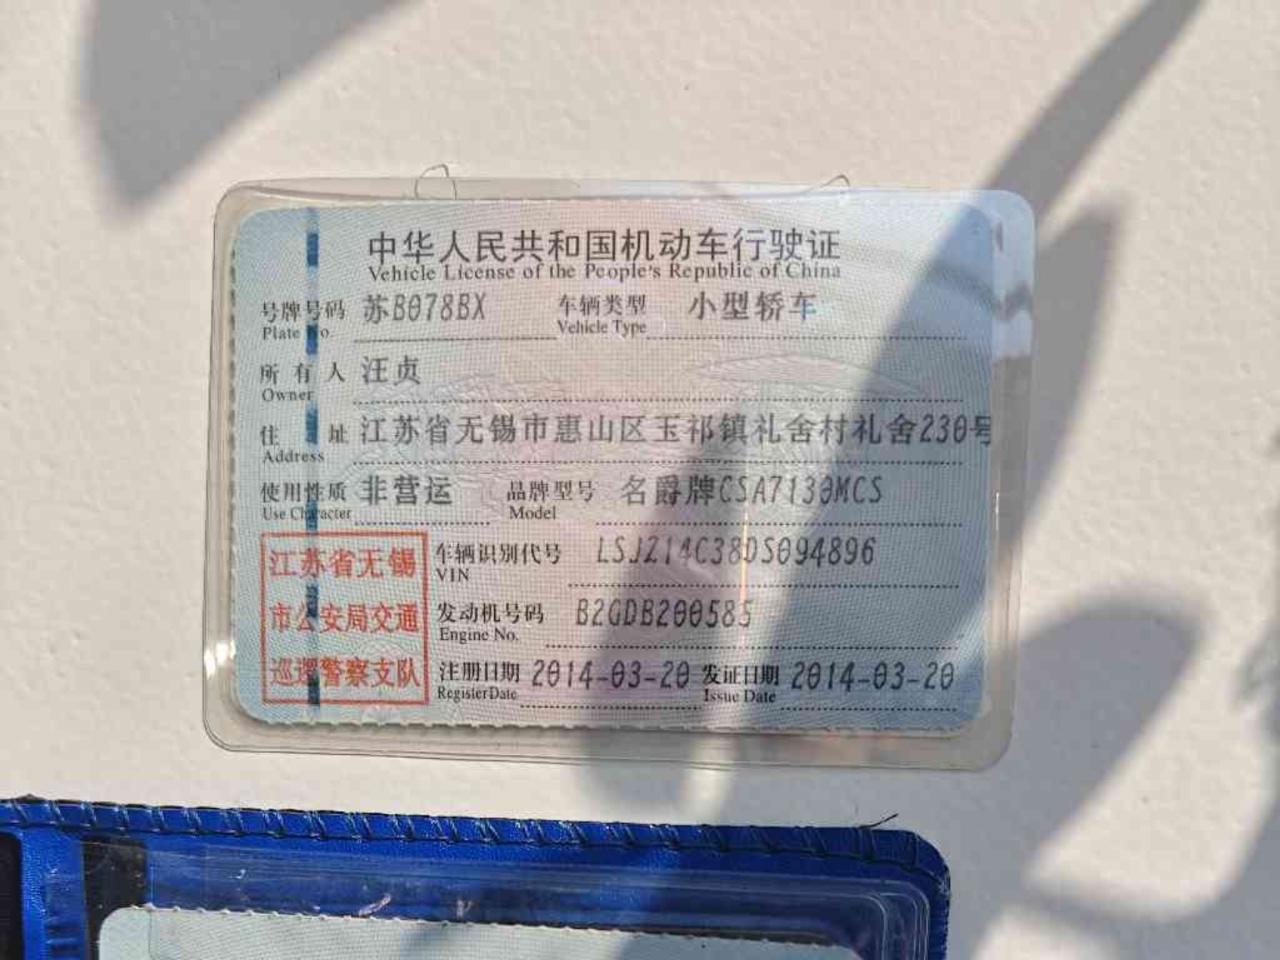 中华人民共和国机动车行驶证
Vehicle License of the People's Republic of China
号牌号码 苏B078BX 车辆类型 小型轿车
Plate No. Vehicle Type
所有人 汪贞
Owner
住址 江苏省无锡市惠山区玉祁镇礼舍村礼舍230号
Address
使用性质 非营运 品牌型号 名爵牌CSA7130MCS
Use Character Model
江苏省无锡
市公安局交通
巡逻警察支队
车辆识别代号 LSJZ14C38DS094896
VIN
发动机号码 B2GDB200585
Engine No.
注册日期 2014-03-20 发证日期 2014-03-20
Register Date Issue Date